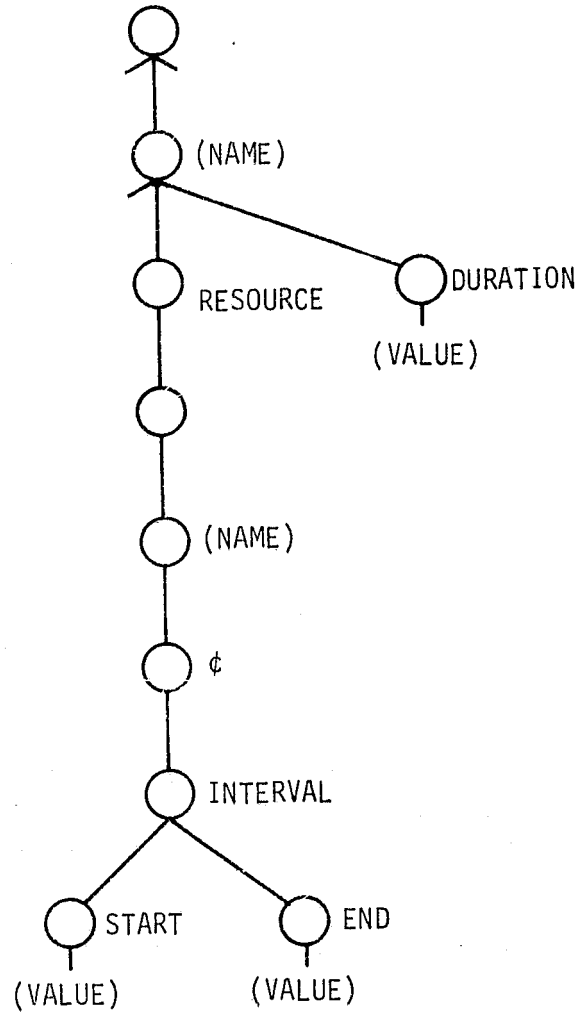 (NAME)
DURATION
RESOURCE
(VALUE)
(NAME)
¢
INTERVAL
START
END
(VALUE)
(VALUE)